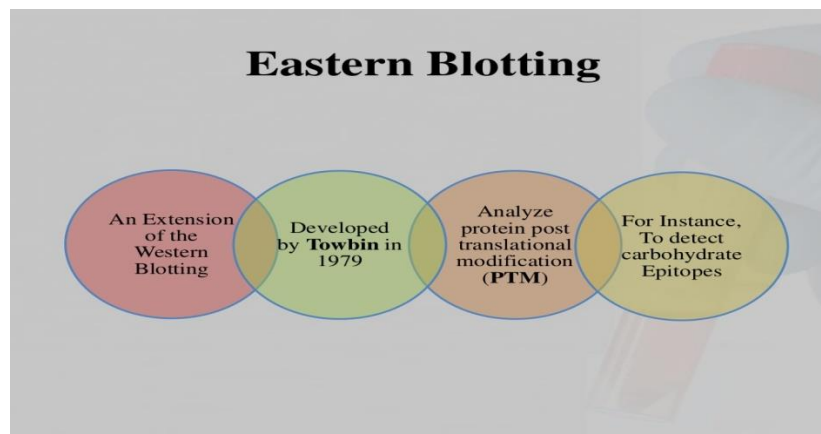 Eastern Blotting
An Extension
of the
Western
Blotting
Developed
by Towbin in
1979
Analyze
protein post
translational
modification
(PTM)
For Instance,
To detect
carbohydrate
Epitopes